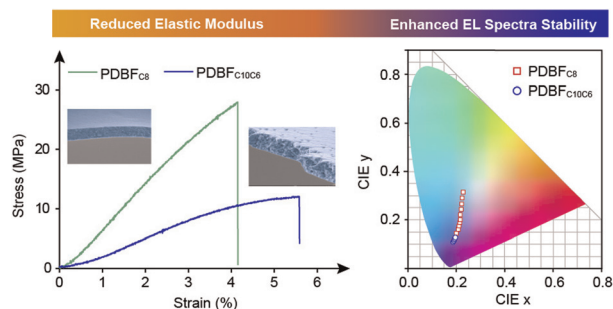 Reduced Elastic Modulus
Enhanced EL Spectra Stability
PDBFC8
PDBFC10C6
30
20
10
0
Stress (MPa)
0
1
2
3
4
5
6
Strain (%)
PDBFC8
PDBFC10C6
0.8
0.6
0.4
0.2
CIE y
0.0
0.2
0.4
0.6
0.8
CIE x